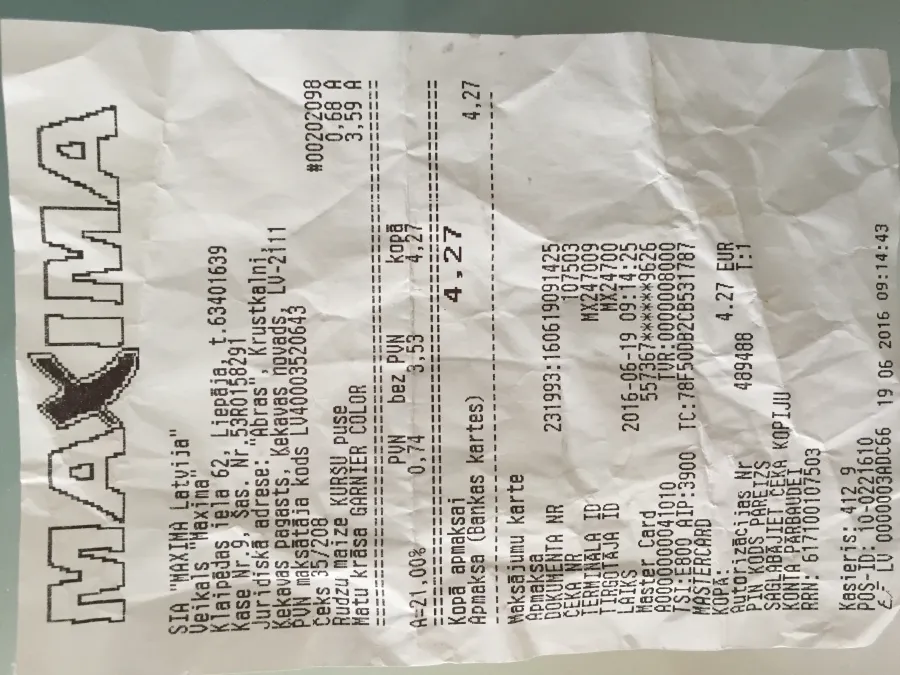 MAXIMA
SIA "MAXIMA Latvija"
Veikals "Maxima"
Klaipēdas iela 62, Liepāja, t.63401639
Kase Nr.9, šas. Nr.53R0158291
Juridiskā adrese: "Abras", Krustkalni,
Ķekavas pagasts, Ķekavas novads, LV-2111
PVN maksātāja kods LV40003520643
Čeks 35/208 #00202098
Rudzu maize KURŠU PUSE 0,68 A
Matu krāsa GARNIER COLOR 3,59 A
PVN bez PVN kopā
A=21,00% 0,74 3,53 4,27
Kopā apmaksai 4,27
Apmaksa (Bankas kartes) 4,27
Maksājumu karte
Apmaksa
DOKUMENTA NR 231993:160619091425
ČEKA NR 107503
TERMINĀLA ID MX247009
TIRGOTĀJA ID MX24700
LAIKS 2016-06-19 09:14:25
Master Card 557367******9626
A0000000041010 TVR:0000008000
TSI:E800 AIP:3900 TC:78F50DB2CB531787
MASTERCARD
KOPĀ: 4.27 EUR
Autorizācijas Nr 489488 T:1
PIN KODS PAREIZS
SAGLABĀJIET ČEKA KOPIJU
KONTA PĀRBAUDEI
RRN: 617100107503
Kasieris: 412 9
POS-ID: 10-002271610
LV 0000003ADC66 19 06 2016 09:14:43